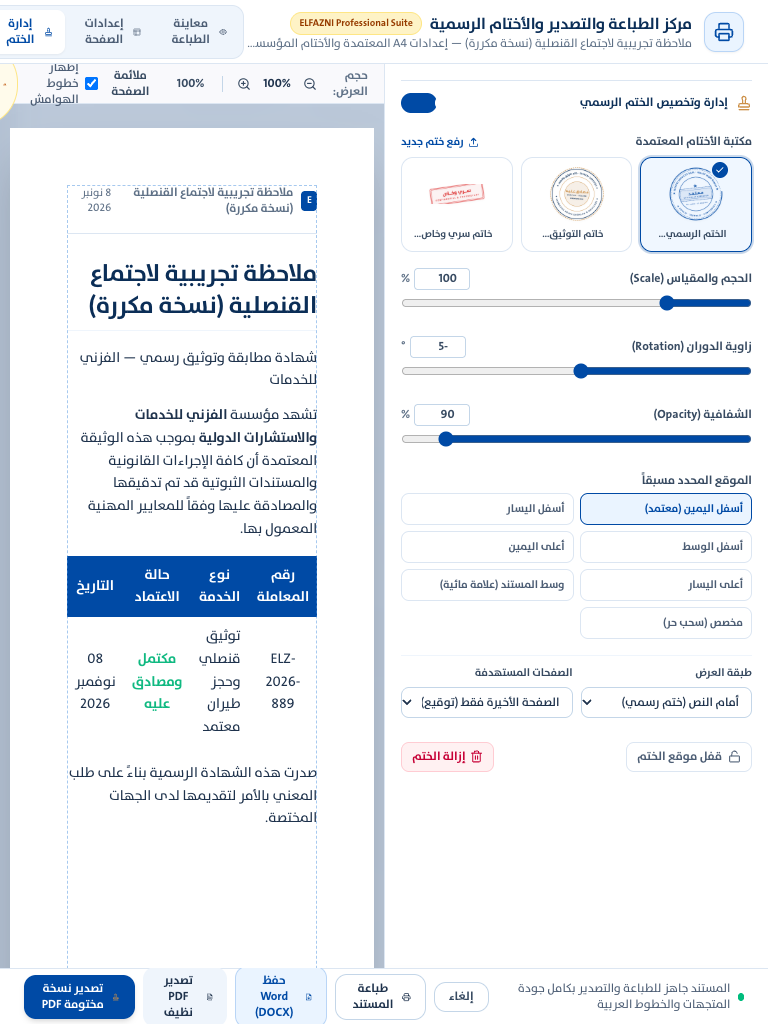 مركز الطباعة والتصدير والأختام الرسمية
ELFAZNI Professional Suite
ملاحظة تجريبية لاجتماع القنصلية (نسخة مكررة) — إعدادات A4 المعتمدة والأختام المؤسس...
معاينة الطباعة
إعدادات الصفحة
إدارة الختم
إدارة وتخصيص الختم الرسمي
مكتبة الأختام المعتمدة
رفع ختم جديد
الختم الرسمي...
خاتم التوثيق...
سري وخاص
خاتم سري وخاص...
الحجم والمقياس (Scale)
100 %
زاوية الدوران (Rotation)
-5 °
الشفافية (Opacity)
90 %
الموقع المحدد مسبقاً
أسفل اليمين (معتمد)
أسفل اليسار
أسفل الوسط
أعلى اليمين
أعلى اليسار
وسط المستند (علامة مائية)
مخصص (سحب حر)
طبقة العرض
الصفحات المستهدفة
أمام النص (ختم رسمي)
الصفحة الأخيرة فقط (توقيع)
قفل موقع الختم
إزالة الختم
حجم العرض:
100%
100%
ملائمة الصفحة
إظهار خطوط الهوامش
E
ملاحظة تجريبية لاجتماع القنصلية
(نسخة مكررة)
8 نونبر
2026
ملاحظة تجريبية لاجتماع
القنصلية (نسخة مكررة)
شهادة مطابقة وتوثيق رسمي — الفزني
للخدمات
تشهد مؤسسة الفزني للخدمات
والاستشارات الدولية بموجب هذه الوثيقة
المعتمدة أن كافة الإجراءات القانونية
والمستندات الثبوتية قد تم تدقيقها
والمصادقة عليها وفقاً للمعايير المهنية
المعمول بها.
رقم المعاملة
نوع الخدمة
حالة الاعتماد
التاريخ
ELZ-2026-889
توثيق قنصلي وحجز طيران معتمد
مكتمل ومصادق عليه
08 نوفمبر 2026
صدرت هذه الشهادة الرسمية بناءً على طلب
المعني بالأمر لتقديمها لدى الجهات
المختصة.
المستند جاهز للطباعة والتصدير بكامل جودة
المتجهات والخطوط العربية
إلغاء
طباعة المستند
حفظ Word (DOCX)
تصدير PDF نظيف
تصدير نسخة مختومة PDF